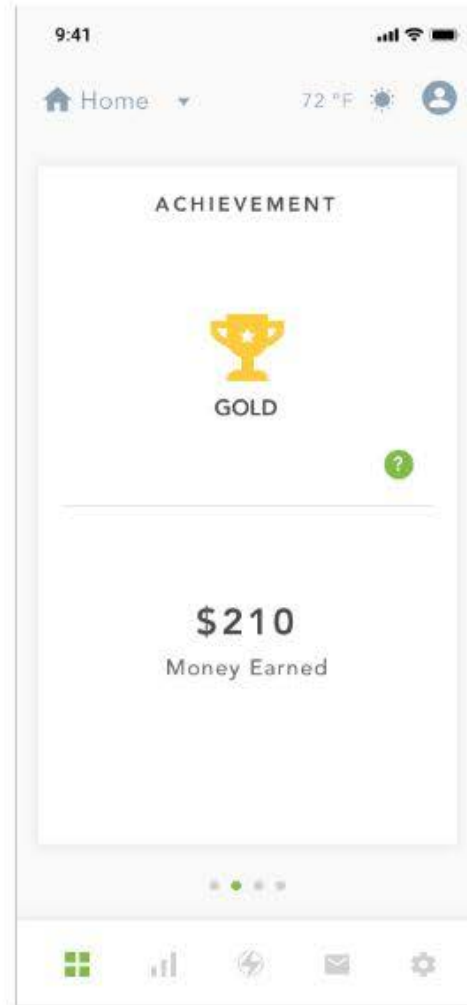 9:41
Home 72 °F
ACHIEVEMENT
GOLD
?
$210
Money Earned